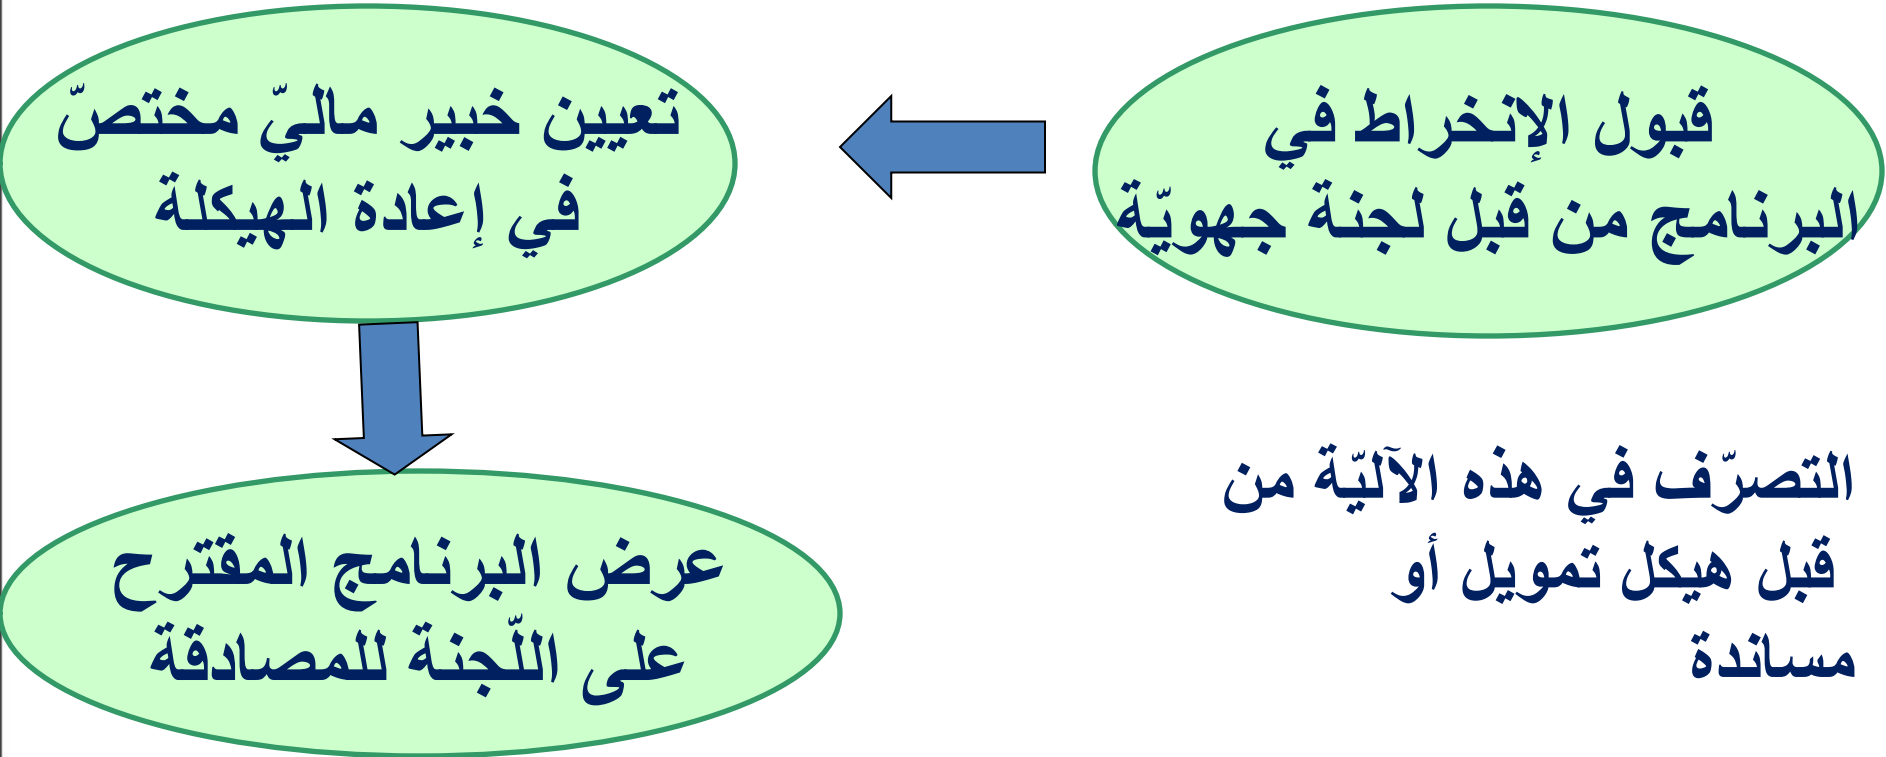 قبول الإنخراط في
البرنامج من قبل لجنة جهويّة
تعيين خبير ماليّ مختصّ
في إعادة الهيكلة
عرض البرنامج المقترح
على اللّجنة للمصادقة
التصرّف في هذه الآليّة من
قبل هيكل تمويل أو
مساندة